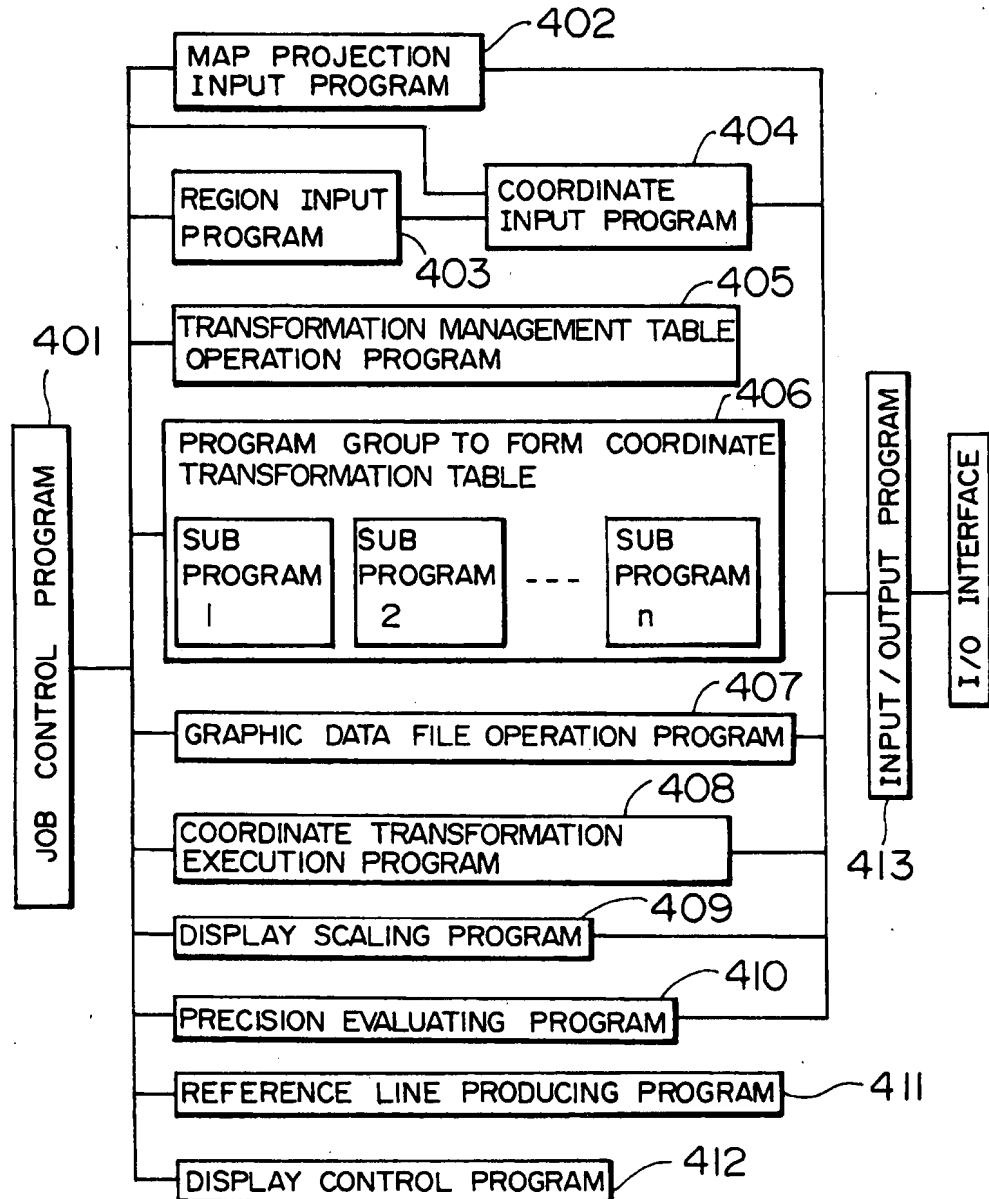 402
MAP PROJECTION
INPUT PROGRAM
404
REGION INPUT
PROGRAM
403
COORDINATE
INPUT PROGRAM
405
TRANSFORMATION MANAGEMENT TABLE
OPERATION PROGRAM
401
JOB CONTROL PROGRAM
406
PROGRAM GROUP TO FORM COORDINATE
TRANSFORMATION TABLE
SUB
PROGRAM
1
SUB
PROGRAM
2
---
SUB
PROGRAM
n
407
GRAPHIC DATA FILE OPERATION PROGRAM
408
COORDINATE TRANSFORMATION
EXECUTION PROGRAM
409
DISPLAY SCALING PROGRAM
410
PRECISION EVALUATING PROGRAM
REFERENCE LINE PRODUCING PROGRAM
411
DISPLAY CONTROL PROGRAM
412
INPUT/OUTPUT PROGRAM
413
I/O INTERFACE